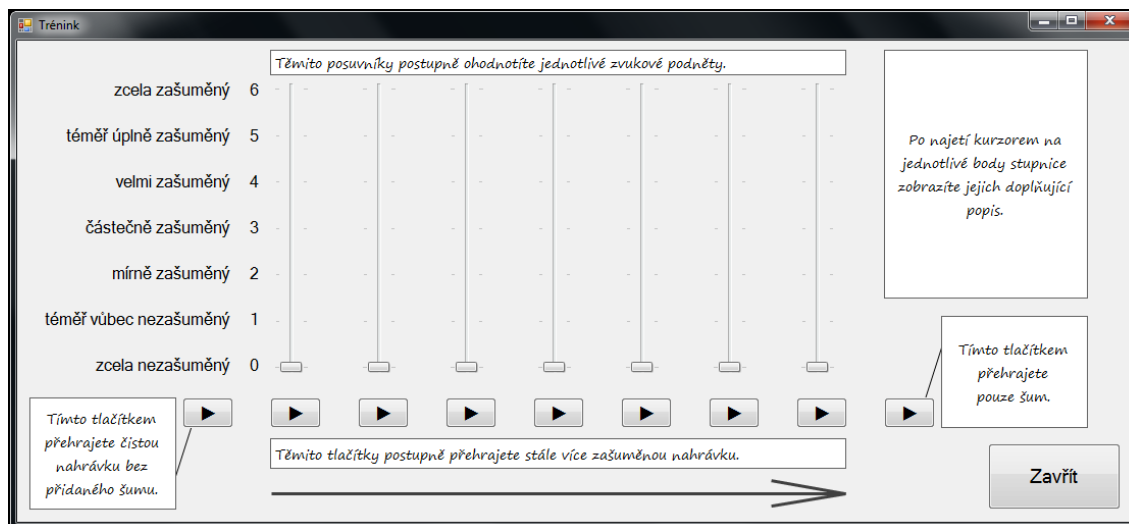 Trénink
Těmito posuvníky postupně ohodnotíte jednotlivé zvukové podněty.
zcela zašuměný 6
téměř úplně zašuměný 5
velmi zašuměný 4
částečně zašuměný 3
mírně zašuměný 2
téměř vůbec nezašuměný 1
zcela nezašuměný 0
Po najetí kurzorem na
jednotlivé body stupnice
zobrazíte jejich doplňující
popis.
Tímto tlačítkem
přehrajete
pouze šum.
Tímto tlačítkem
přehrajete čistou
nahrávku bez
přidaného šumu.
Těmito tlačítky postupně přehrajete stále více zašuměnou nahrávku.
Zavřít